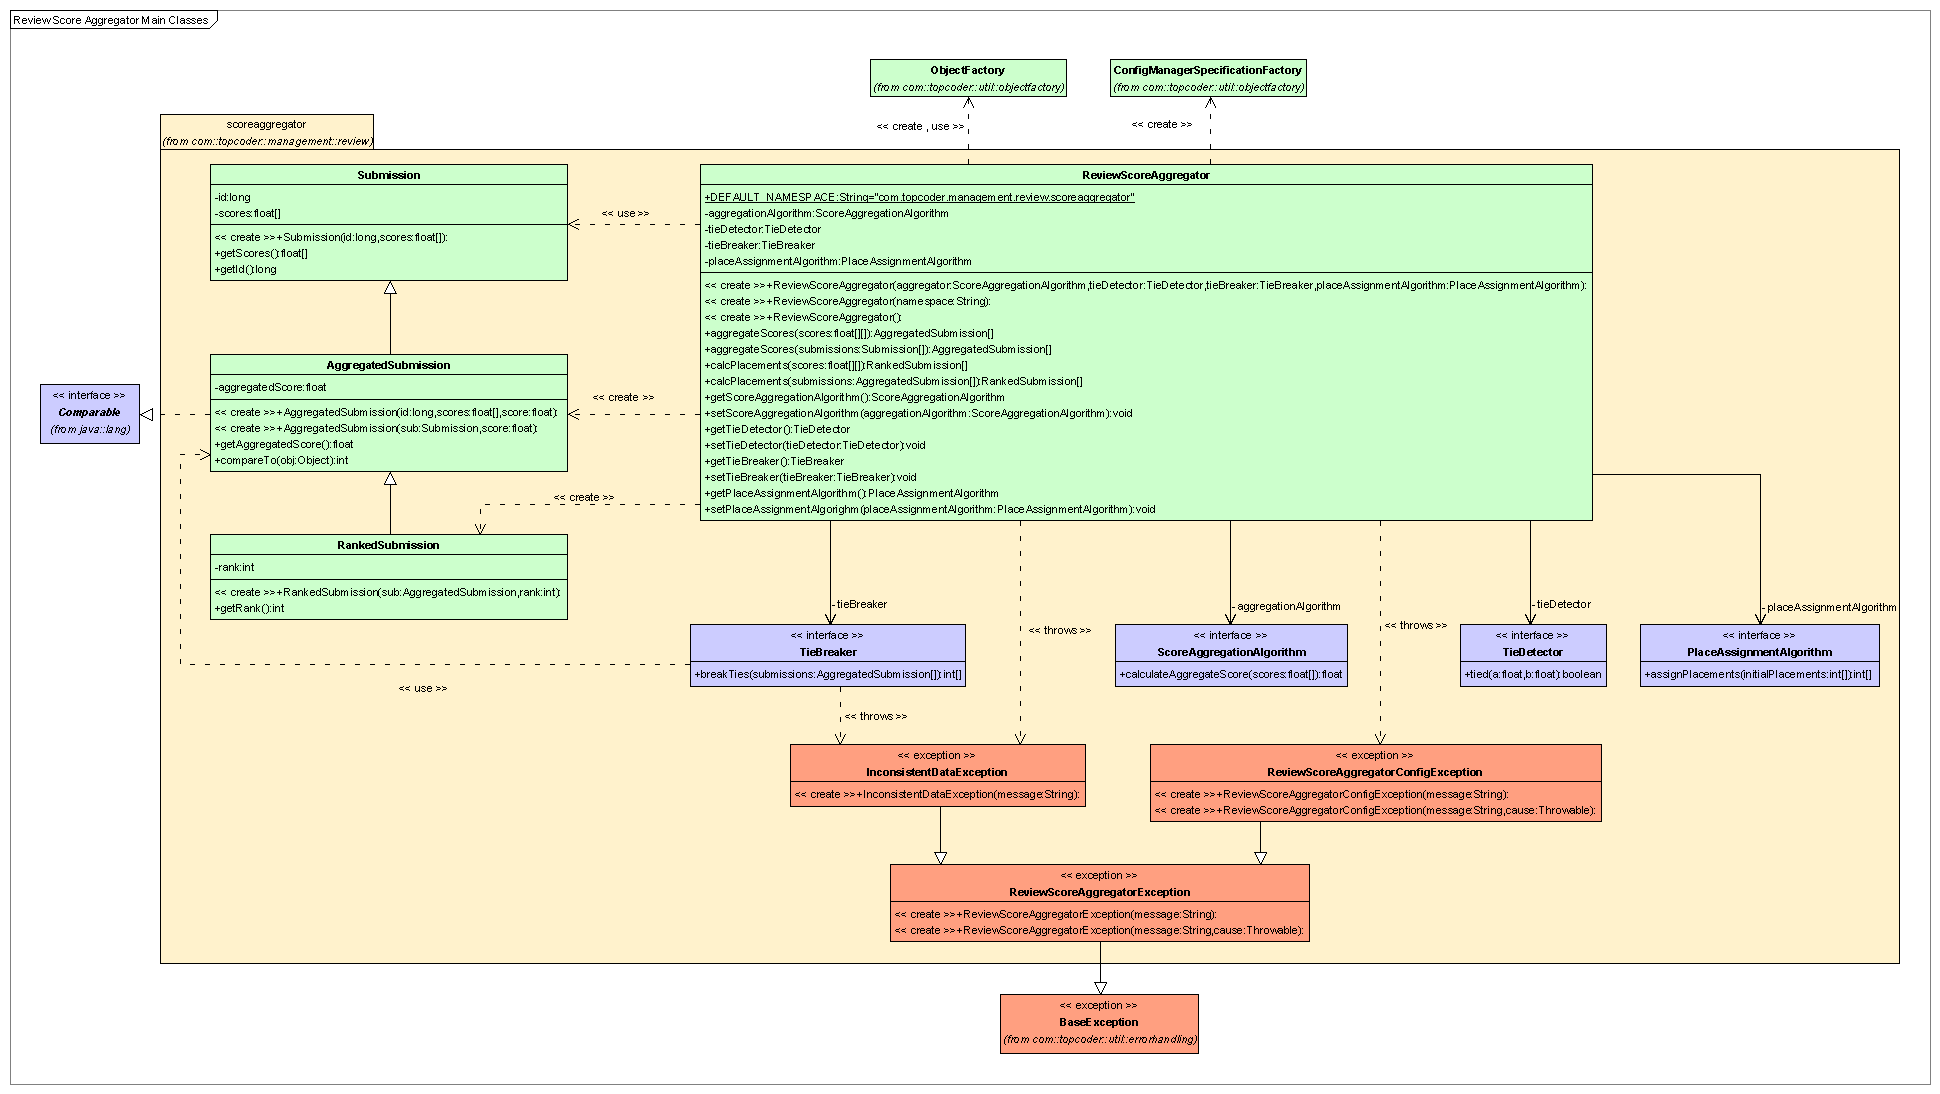 ReviewScore Aggregator Main Classes
ObjectFactory
(from com::topcoder::util::objectfactory)
ConfigManagerSpecificationFactory
(from com::topcoder::util::objectfactory)
<< create , use >>
<< create >>
scoreaggregator
(from com::topcoder::management::review)
Submission
-id:long
-scores:float[]
<< create >>+Submission(id:long,scores:float[]):
+getScores():float[]
+getId():long
<< use >>
ReviewScoreAggregator
+DEFAULT_NAMESPACE:String="com.topcoder.management.review.scoreaggregator"
-aggregationAlgorithm:ScoreAggregationAlgorithm
-tieDetector:TieDetector
-tieBreaker:TieBreaker
-placeAssignmentAlgorithm:PlaceAssignmentAlgorithm
<< create >>+ReviewScoreAggregator(aggregator:ScoreAggregationAlgorithm,tieDetector:TieDetector,tieBreaker:TieBreaker,placeAssignmentAlgorithm:PlaceAssignmentAlgorithm):
<< create >>+ReviewScoreAggregator(namespace:String):
<< create >>+ReviewScoreAggregator():
+aggregateScores(scores:float[][]):AggregatedSubmission[]
+aggregateScores(submissions:Submission[]):AggregatedSubmission[]
+calcPlacements(scores:float[][]):RankedSubmission[]
+calcPlacements(submissions:AggregatedSubmission[]):RankedSubmission[]
+getScoreAggregationAlgorithm():ScoreAggregationAlgorithm
+setScoreAggregationAlgorithm(aggregationAlgorithm:ScoreAggregationAlgorithm):void
+getTieDetector():TieDetector
+setTieDetector(tieDetector:TieDetector):void
+getTieBreaker():TieBreaker
+setTieBreaker(tieBreaker:TieBreaker):void
+getPlaceAssignmentAlgorithm():PlaceAssignmentAlgorithm
+setPlaceAssignmentAlgorighm(placeAssignmentAlgorithm:PlaceAssignmentAlgorithm):void
<< interface >>
Comparable
(from java::lang)
AggregatedSubmission
-aggregatedScore:float
<< create >>+AggregatedSubmission(id:long,scores:float[],score:float):
<< create >>+AggregatedSubmission(sub:Submission,score:float):
+getAggregatedScore():float
+compareTo(obj:Object):int
<< create >>
<< create >>
RankedSubmission
-rank:int
<< create >>+RankedSubmission(sub:AggregatedSubmission,rank:int):
+getRank():int
-tieBreaker
-aggregationAlgorithm
-tieDetector
-placeAssignmentAlgorithm
<< throws >>
<< throws >>
<< interface >>
TieBreaker
+breakTies(submissions:AggregatedSubmission[]):int[]
<< interface >>
ScoreAggregationAlgorithm
+calculateAggregateScore(scores:float[]):float
<< interface >>
TieDetector
+tied(a:float,b:float):boolean
<< interface >>
PlaceAssignmentAlgorithm
+assignPlacements(initialPlacements:int[]):int[]
<< use >>
<< throws >>
<< exception >>
InconsistentDataException
<< create >>+InconsistentDataException(message:String):
<< exception >>
ReviewScoreAggregatorConfigException
<< create >>+ReviewScoreAggregatorConfigException(message:String):
<< create >>+ReviewScoreAggregatorConfigException(message:String,cause:Throwable):
<< exception >>
ReviewScoreAggregatorException
<< create >>+ReviewScoreAggregatorException(message:String):
<< create >>+ReviewScoreAggregatorException(message:String,cause:Throwable):
<< exception >>
BaseException
(from com::topcoder::util::errorhandling)